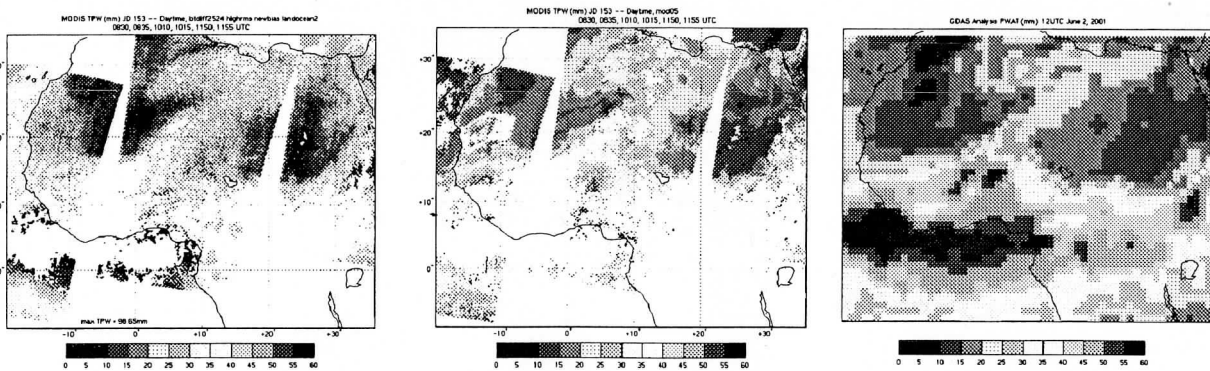 MODIS TPW (mm) JD 153 -- Daytime, btdiff2524 highrms newbias landocean2
0830, 0835, 1010, 1015, 1150, 1155 UTC
max TPW = 98.65mm
-10° 0° +10 +20 +30°
0 5 10 15 20 25 30 35 40 45 50 55 60
MODIS TPW (mm) JD 153 -- Daytime, mod05
0830, 0835, 1010, 1015, 1150, 1155 UTC
+30°
+20°
+10°
0°
-10° 0° +10 +20 +30°
0 5 10 15 20 25 30 35 40 45 50 55 60
GDAS Analysis PWAT (mm) 12UTC June 2, 2001
0 5 10 15 20 25 30 35 40 45 50 55 60